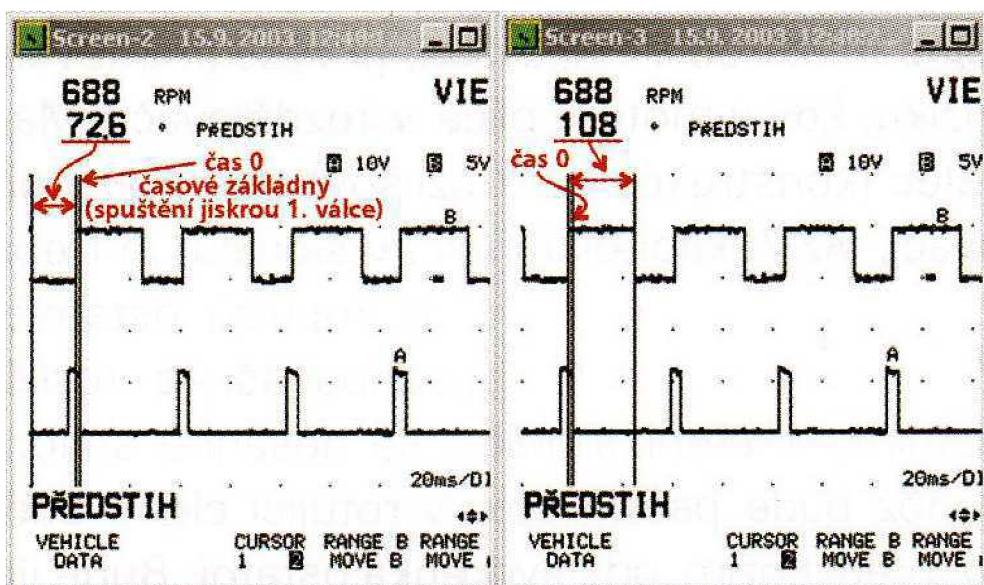 Screen-2 15.9.2003
688 RPM VIE
72.6 ° PŘEDSTIH
čas 0
časové základny
(spuštění jiskrou 1. válce)
A 10V B 5V
B
A
20ms/DI
PŘEDSTIH
VEHICLE DATA
CURSOR 1 2
RANGE B MOVE B
RANGE MOVE
Screen-3 15.9.2003
688 RPM VIE
108 ° PŘEDSTIH
čas 0
A 10V B 5V
B
A
20ms/DI
PŘEDSTIH
VEHICLE DATA
CURSOR 1 2
RANGE B MOVE B
RANGE MOVE